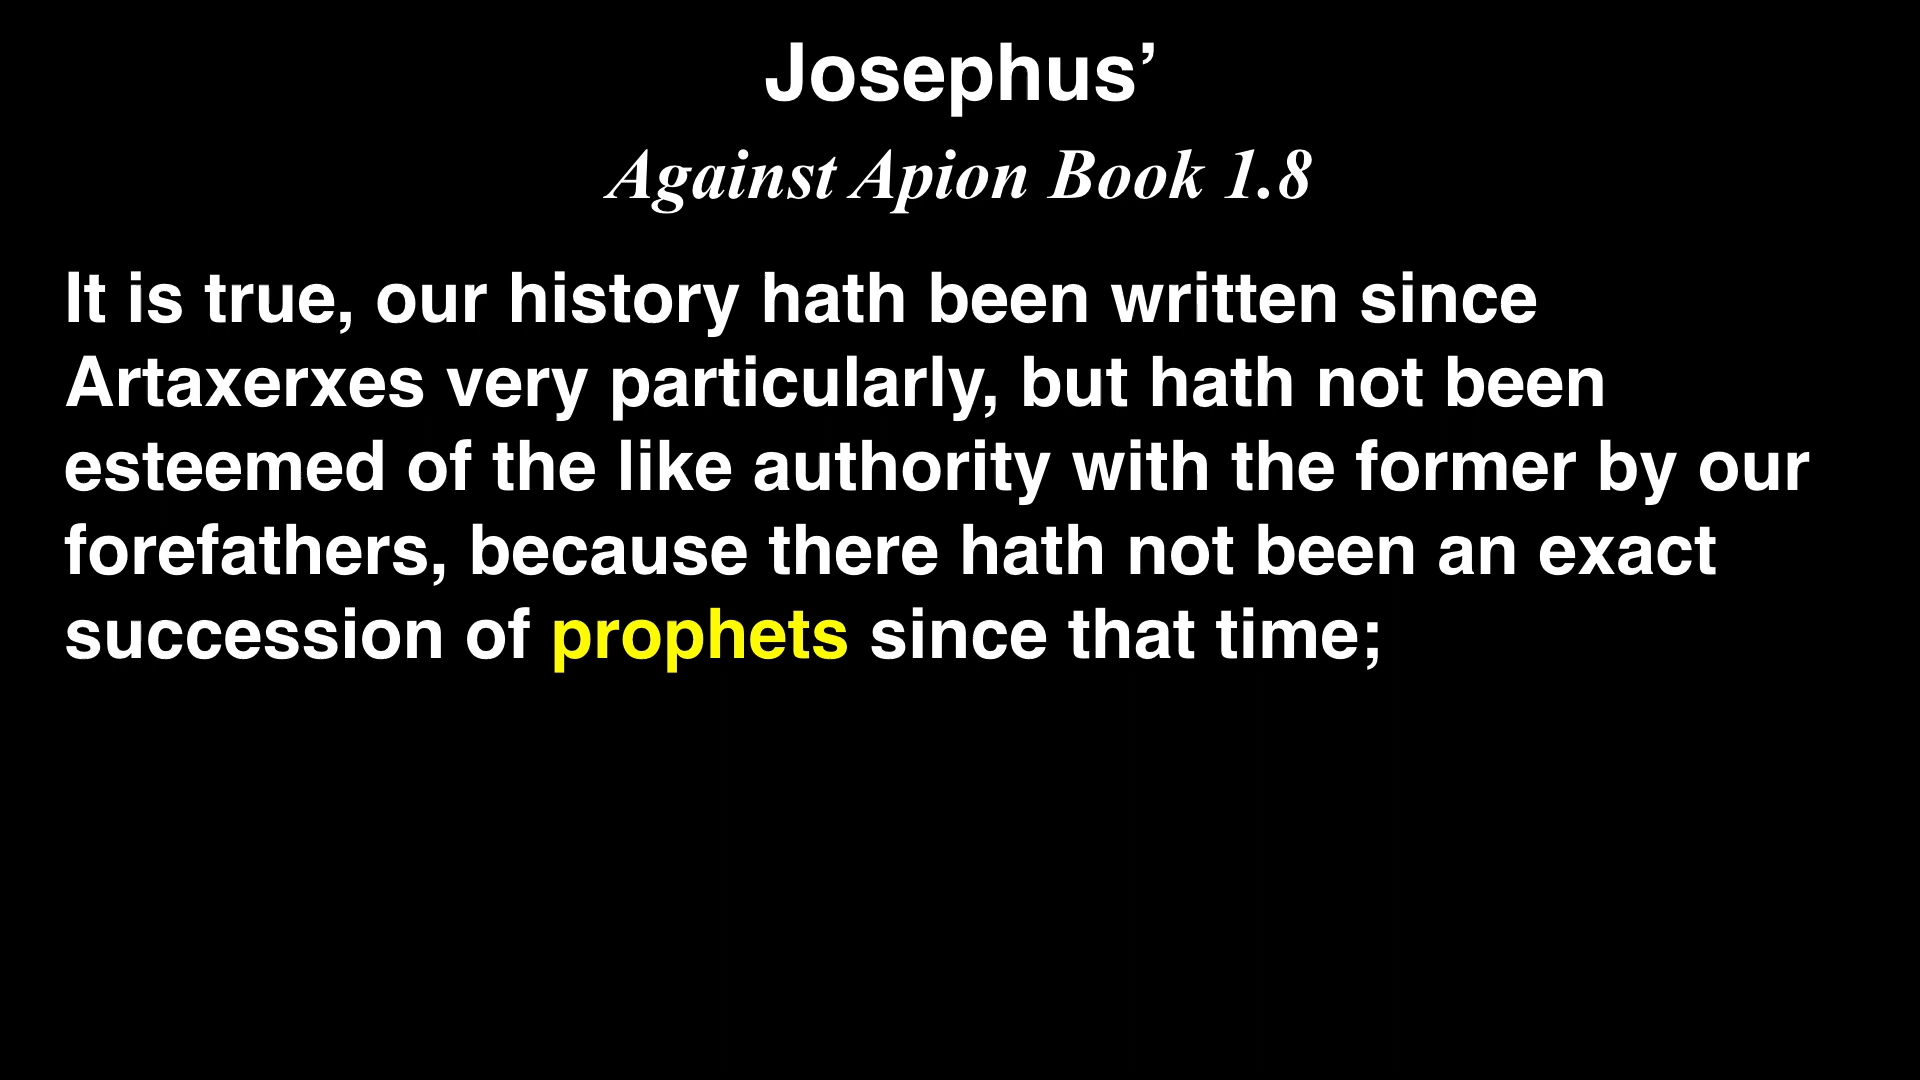 Josephus’
Against Apion Book 1.8
It is true, our history hath been written since
Artaxerxes very particularly, but hath not been
esteemed of the like authority with the former by our
forefathers, because there hath not been an exact
succession of prophets since that time;